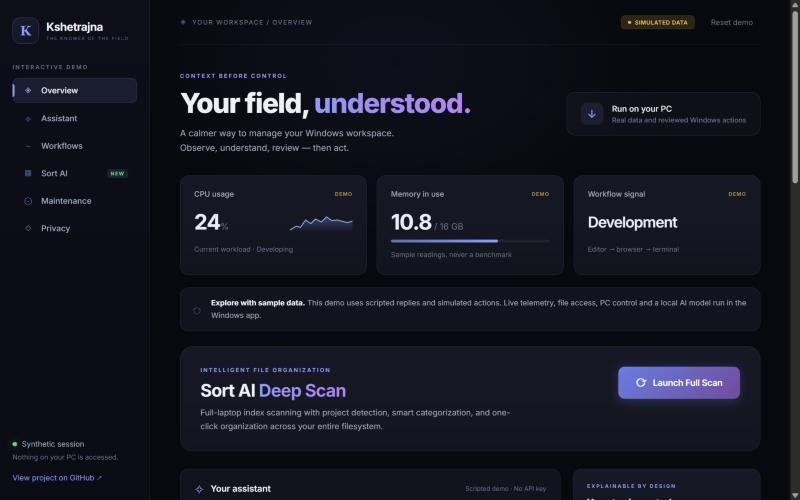 K
Kshetrajna
THE KNOWER OF THE FIELD
INTERACTIVE DEMO
Overview
Assistant
Workflows
Sort AI NEW
Maintenance
Privacy
Synthetic session
Nothing on your PC is accessed.
View project on GitHub ↗
YOUR WORKSPACE / OVERVIEW
SIMULATED DATA
Reset demo
CONTEXT BEFORE CONTROL
Your field, understood.
A calmer way to manage your Windows workspace.
Observe, understand, review — then act.
Run on your PC
Real data and reviewed Windows actions
CPU usage DEMO
24%
Current workload · Developing
Memory in use DEMO
10.8 / 16 GB
Sample readings, never a benchmark
Workflow signal DEMO
Development
Editor → browser → terminal
Explore with sample data. This demo uses scripted replies and simulated actions. Live telemetry, file access, PC control and a local AI model run in the
Windows app.
INTELLIGENT FILE ORGANIZATION
Sort AI Deep Scan
Full-laptop index scanning with project detection, smart categorization, and one-
click organization across your entire filesystem.
Launch Full Scan
Your assistant
Scripted demo · No API key
EXPLAINABLE BY DESIGN